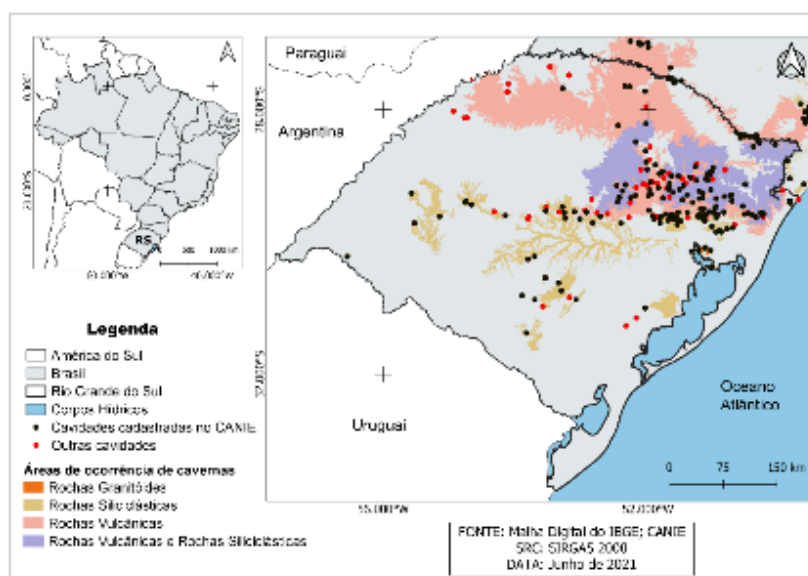 Paraguai
Argentina
Uruguai
Oceano
Atlântico
0 75 150 km
RS
Legenda
América do Sul
Brasil
Rio Grande do Sul
Corpos Hídricos
Cavidades cadastradas no CANIE
Outras cavidades
Áreas de ocorrência de cavernas
Rochas Granitóides
Rochas Siliciclásticas
Rochas Vulcânicas
Rochas Vulcânicas e Rochas Siliciclásticas
52.000°W
FONTE: Malha Digital do IBGE; CANIE
SRC: SIRGAS 2000
DATA: Junho de 2021